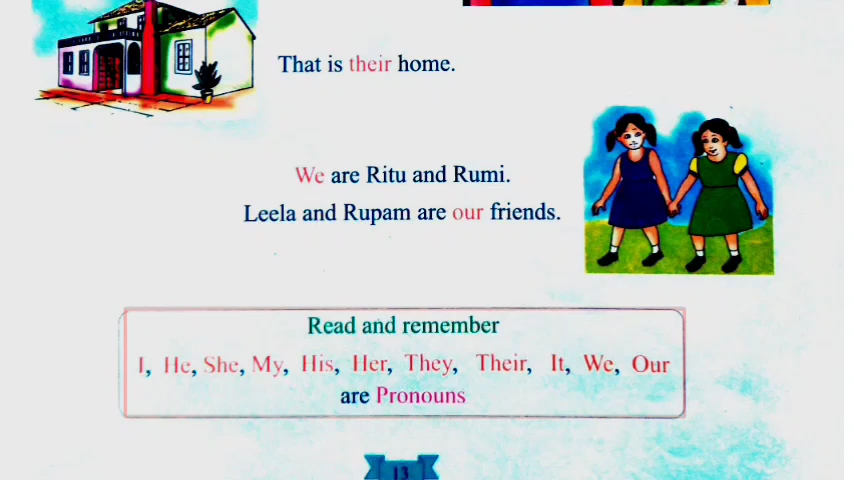 That is their home.
We are Ritu and Rumi.
Leela and Rupam are our friends.
Read and remember
I, He, She, My, His, Her, They, Their, It, We, Our
are Pronouns
13